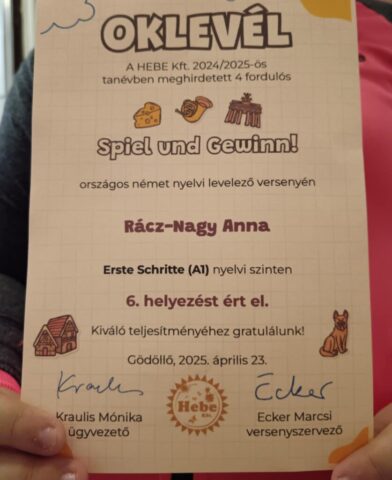 OKLEVÉL
A HEBE Kft. 2024/2025-ös
tanévben meghirdetett 4 fordulós
Spiel und Gewinn!
országos német nyelvi levelező versenyén
Rácz-Nagy Anna
Erste Schritte (A1) nyelvi szinten
6. helyezést ért el.
Kiváló teljesítményéhez gratulálunk!
Gödöllő, 2025. április 23.
Kraulis
Ecker
Hebe
Kft.
Kraulis Mónika
ügyvezető
Ecker Marcsi
versenyszervező